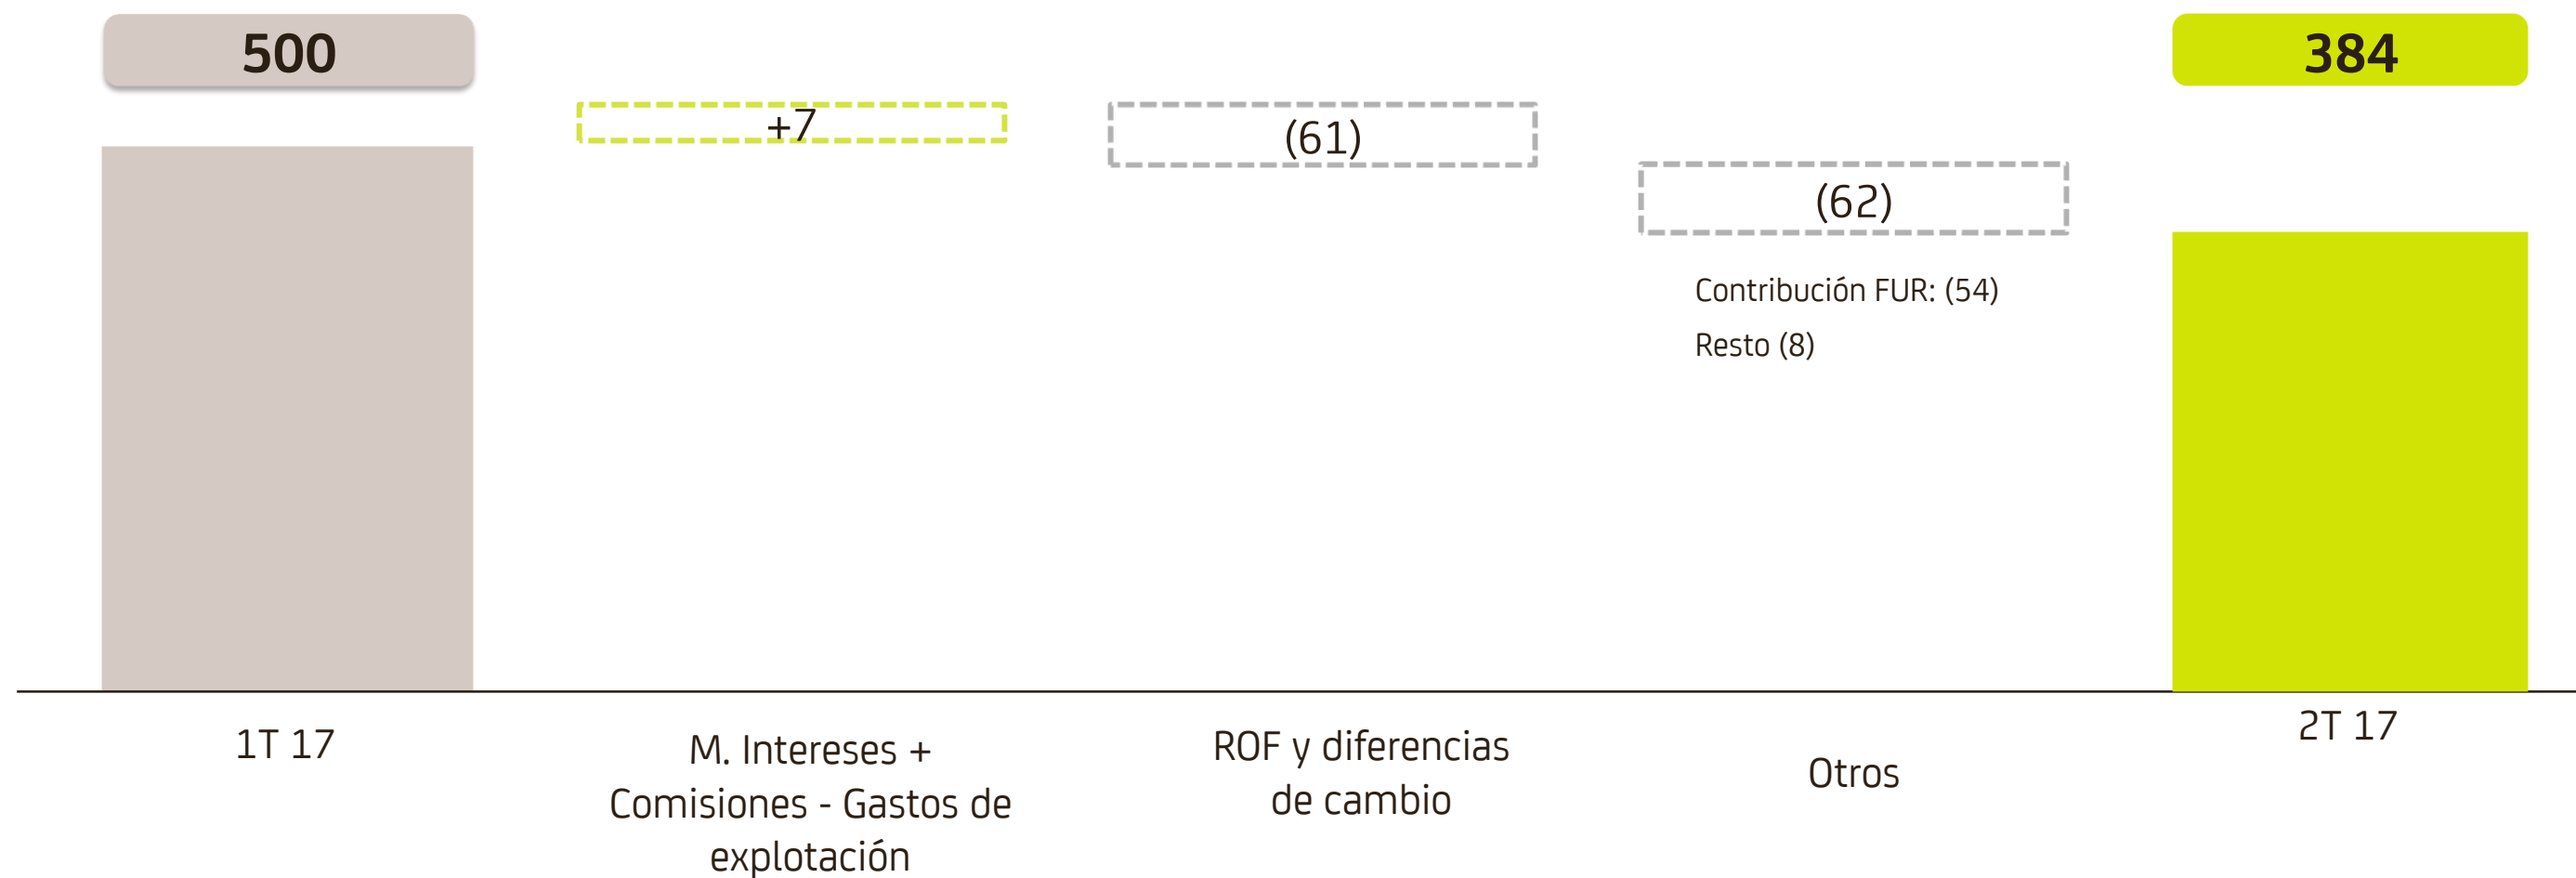 500
384
+7
(61)
(62)
Contribución FUR: (54)
Resto (8)
1T 17
M. Intereses +
Comisiones - Gastos de
explotación
ROF y diferencias
de cambio
Otros
2T 17